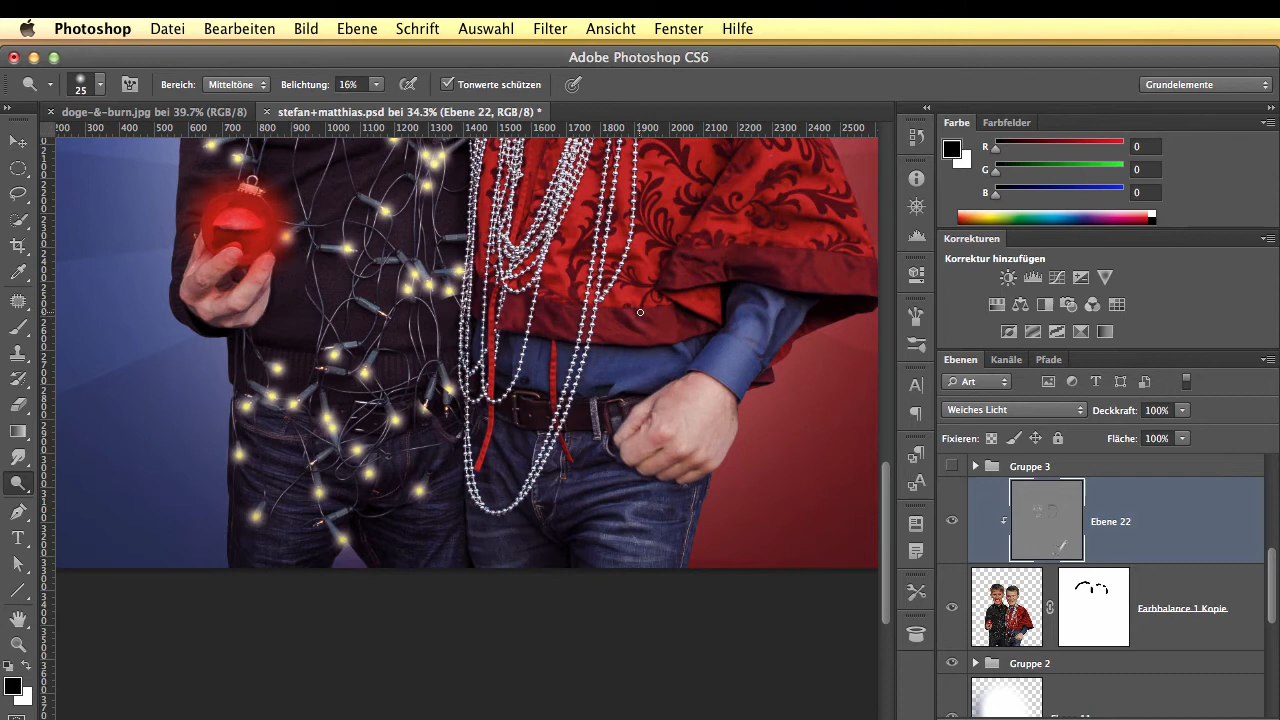 Photoshop Datei Bearbeiten Bild Ebene Schrift Auswahl Filter Ansicht Fenster Hilfe
Adobe Photoshop CS6
25 Bereich: Mitteltöne Belichtung: 16% Tonwerte schützen Grundelemente
doge-&-burn.jpg bei 39.7% (RGB/8) stefan+matthias.psd bei 34.3% (Ebene 22, RGB/8) *
200 300 400 500 600 700 800 900 1000 1100 1200 1300 1400 1500 1600 1700 1800 1900 2000 2100 2200 2300 2400 2500
Farbe Farbfelder
R 0
G 0
B 0
Korrekturen
Korrektur hinzufügen
Ebenen Kanäle Pfade
Art
Weiches Licht Deckkraft: 100%
Fixieren: Fläche: 100%
Gruppe 3
Ebene 22
Farbbalance 1 Kopie
Gruppe 2